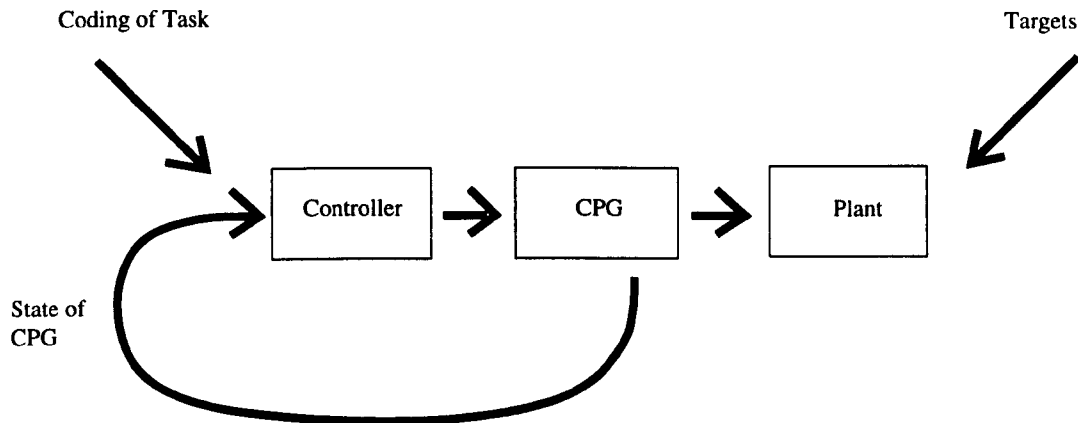 Coding of Task
Targets
Controller
CPG
Plant
State of
CPG